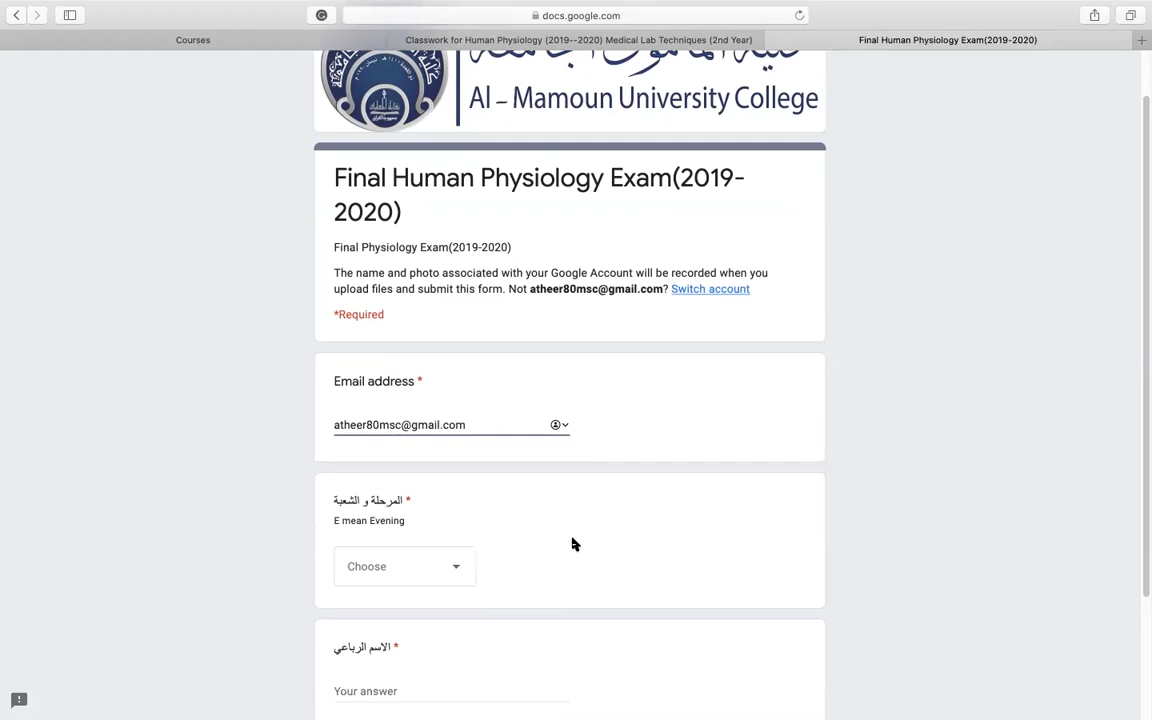 docs.google.com
Courses
Classwork for Human Physiology (2019--2020) Medical Lab Techniques (2nd Year)
Final Human Physiology Exam(2019-2020)
Al - Mamoun University College
Final Human Physiology Exam(2019-
2020)
Final Physiology Exam(2019-2020)
The name and photo associated with your Google Account will be recorded when you
upload files and submit this form. Not atheer80msc@gmail.com? Switch account
*Required
Email address *
atheer80msc@gmail.com
المرحلة و الشعبة *
E mean Evening
Choose
الاسم الرباعي *
Your answer